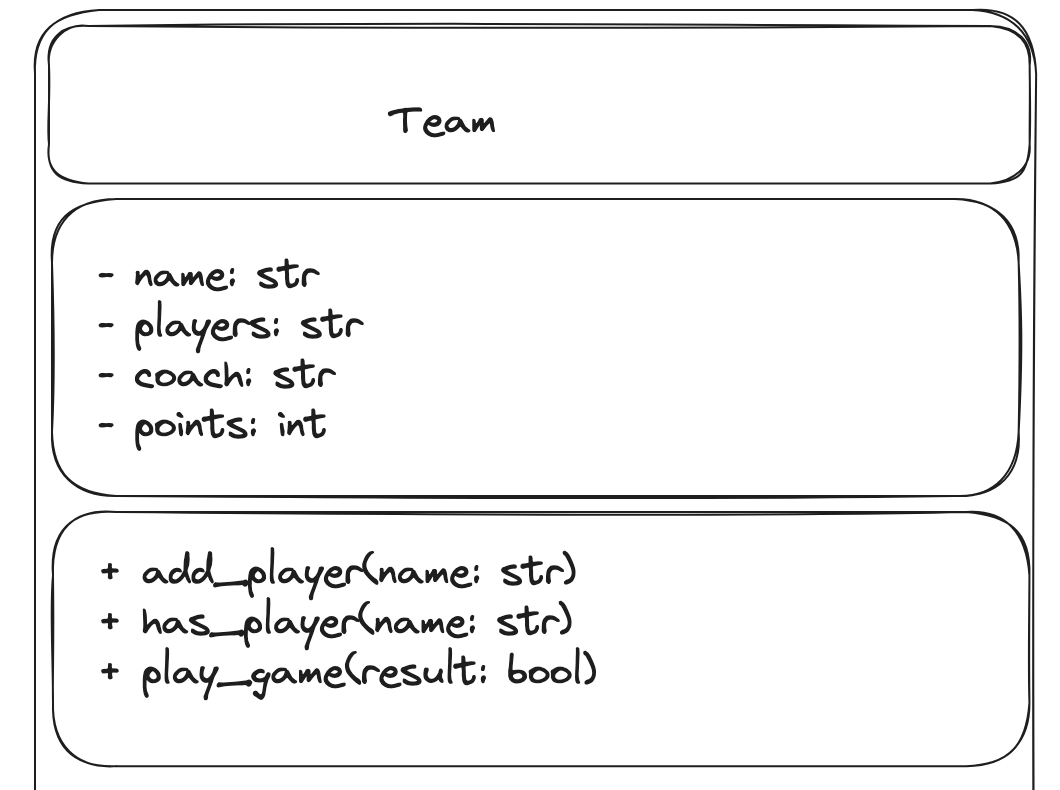 Team
- name: str
- players: str
- coach: str
- points: int
+ add_player(name: str)
+ has_player(name: str)
+ play_game(result: bool)